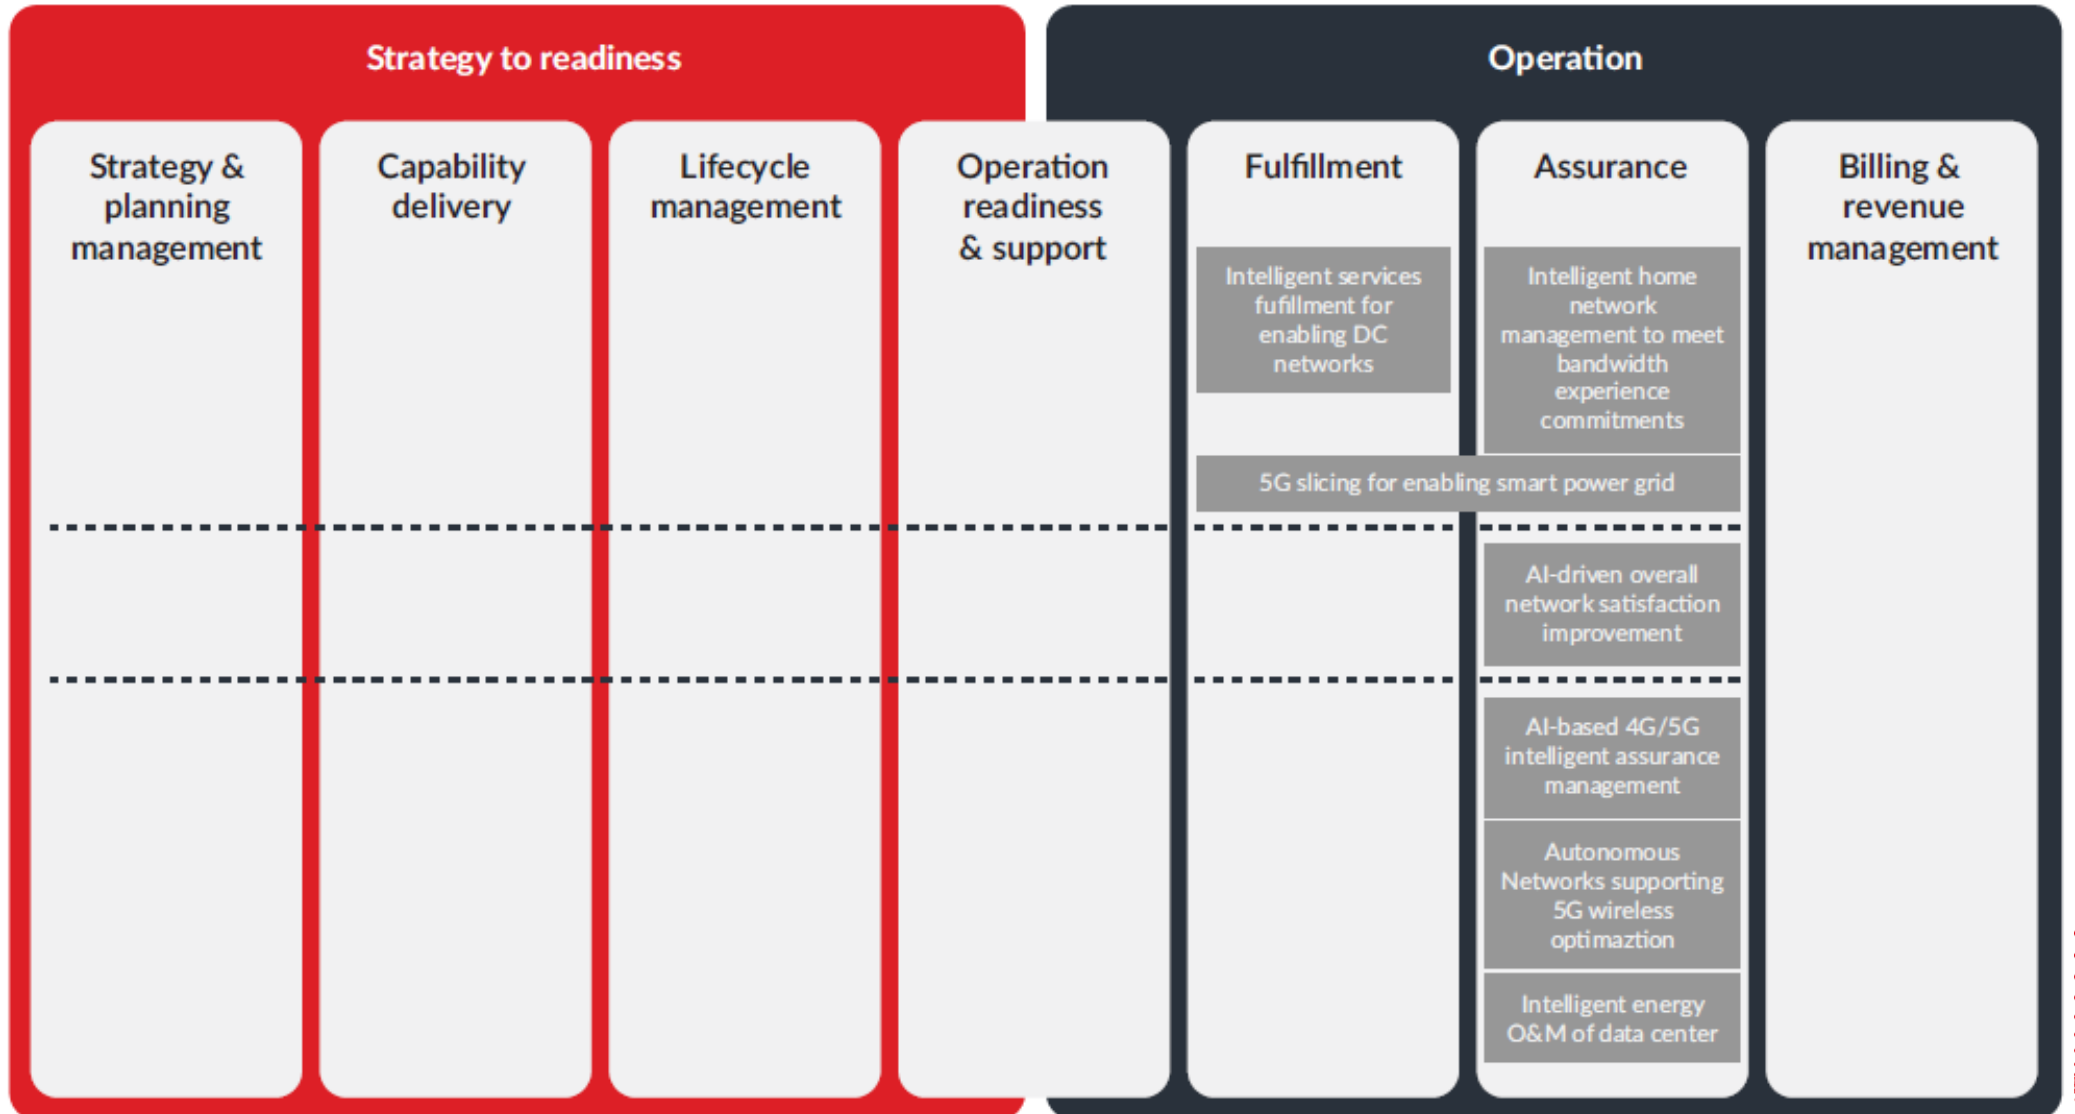 Strategy to readiness
Operation
Strategy &
planning
management
Capability
delivery
Lifecycle
management
Operation
readiness
& support
Fulfillment
Assurance
Billing &
revenue
management
Intelligent services
fufillment for
enabling DC
networks
Intelligent home
network
management to meet
bandwidth
experience
commitments
5G slicing for enabling smart power grid
AI-driven overall
network satisfaction
improvement
AI-based 4G/5G
intelligent assurance
management
Autonomous
Networks supporting
5G wireless
optimaztion
Intelligent energy
O&M of data center